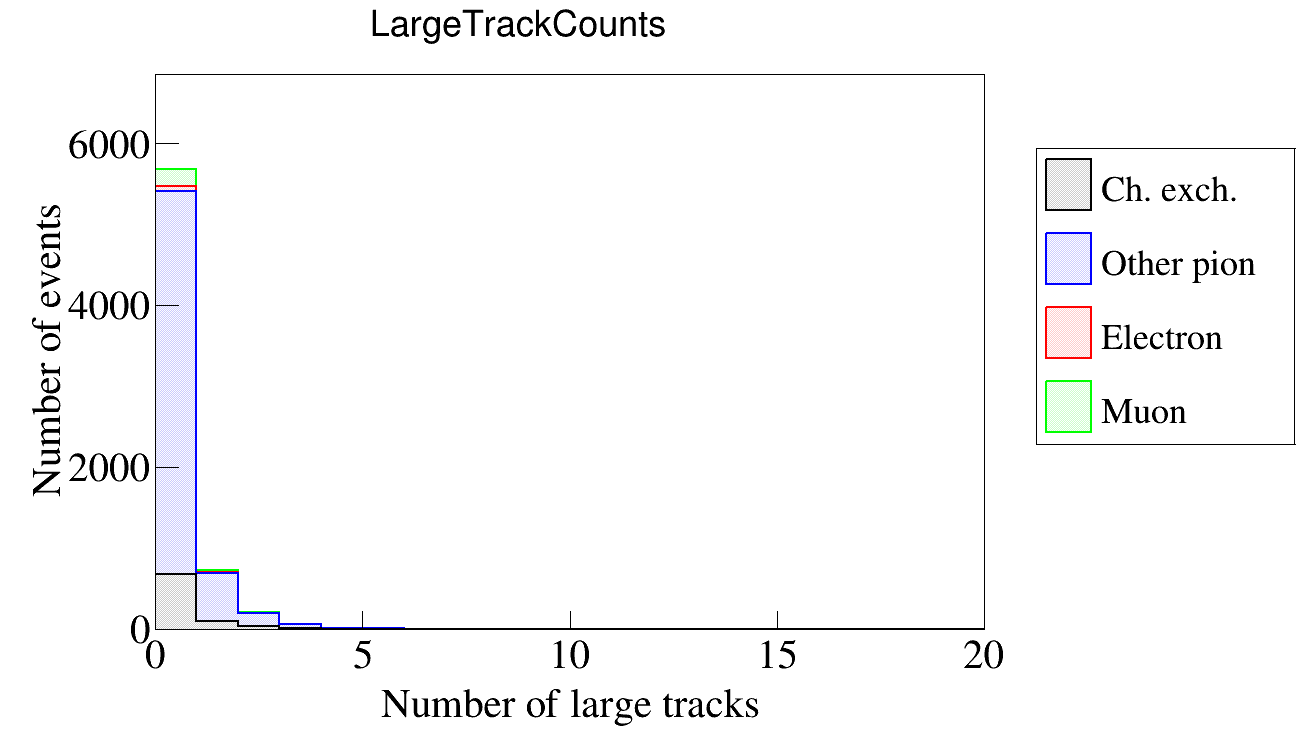 LargeTrackCounts
Number of events
6000
4000
2000
0
0 5 10 15 20
Number of large tracks
Ch. exch.
Other pion
Electron
Muon